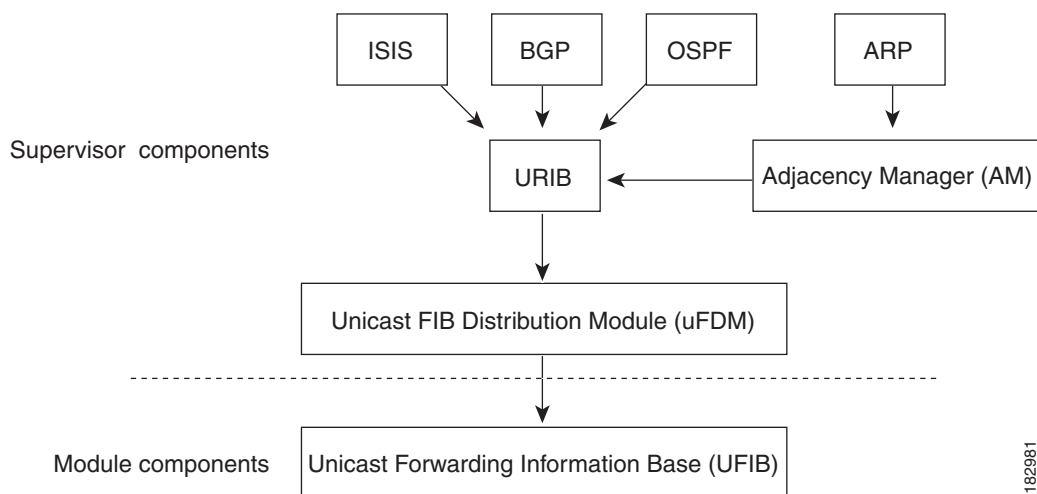 ISIS
BGP
OSPF
ARP
Supervisor components
URIB
Adjacency Manager (AM)
Unicast FIB Distribution Module (uFDM)
Module components
Unicast Forwarding Information Base (UFIB)
182981